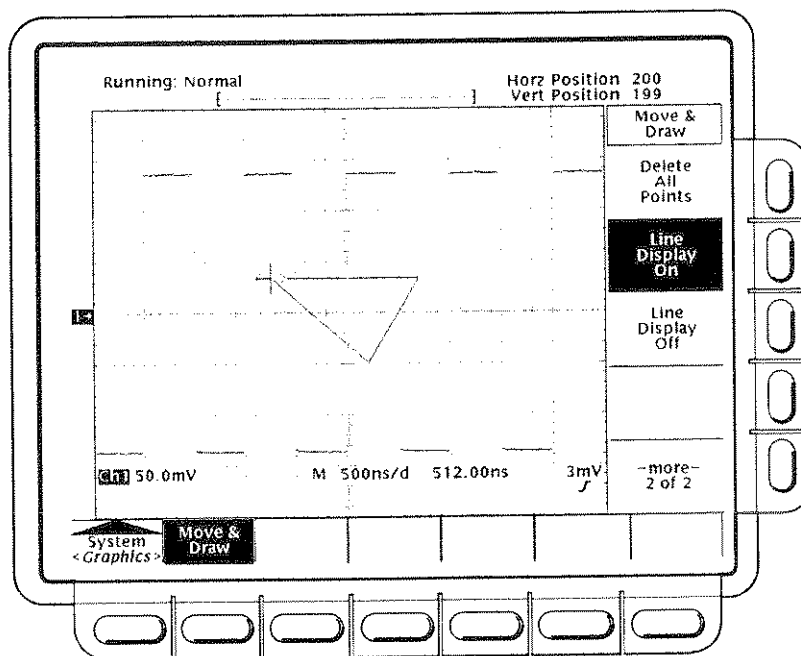 Running: Normal
Horz Position 200
Vert Position 199
[ ]
Move &
Draw
Delete
All
Points
Line
Display
On
Line
Display
Off
-more-
2 of 2
1→
Ch1 50.0mV M 500ns/d 512.00ns 3mV
System
<Graphics>
Move &
Draw